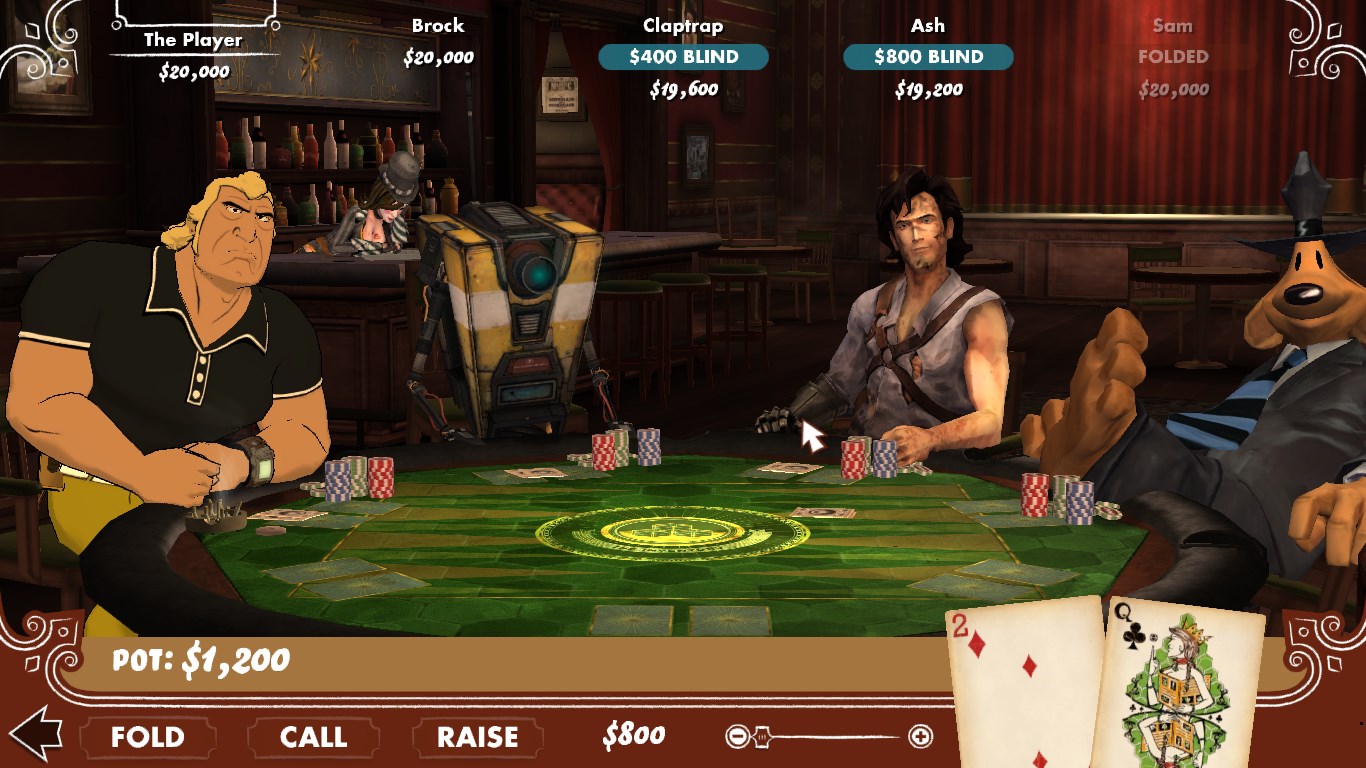 The Player
$20,000
Brock
$20,000
Claptrap
$400 BLIND
$19,600
Ash
$800 BLIND
$19,200
Sam
FOLDED
$20,000
POT: $1,200
FOLD
CALL
RAISE
$800
2
Q